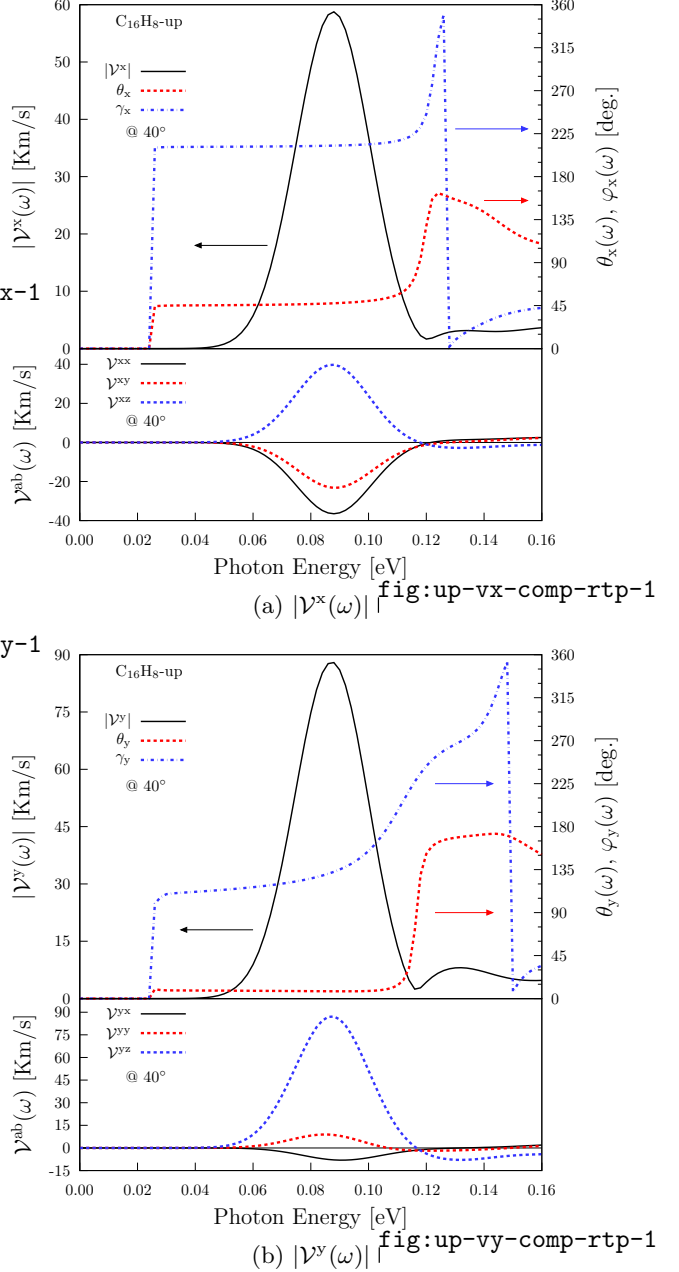 60
50
40
30
20
10
0
|𝒱ˣ(ω)| [Km/s]
C₁₆H₈-up
|𝒱ˣ|
θₓ
γₓ
@ 40°
360
315
270
225
180
135
90
45
0
θₓ(ω), φₓ(ω) [deg.]
x-1
40
20
0
-20
-40
𝒱ᵃᵇ(ω) [Km/s]
𝒱ˣˣ
𝒱ˣʸ
𝒱ˣᶻ
@ 40°
0.00 0.02 0.04 0.06 0.08 0.10 0.12 0.14 0.16
Photon Energy [eV]
(a) |𝒱ˣ(ω)| fig:up-vx-comp-rtp-1
y-1
90
75
60
45
30
15
0
|𝒱ʸ(ω)| [Km/s]
C₁₆H₈-up
|𝒱ʸ|
θ_y
γ_y
@ 40°
360
315
270
225
180
135
90
45
0
θ_y(ω), φ_y(ω) [deg.]
90
75
60
45
30
15
0
-15
𝒱ᵃᵇ(ω) [Km/s]
𝒱ʸˣ
𝒱ʸʸ
𝒱ʸᶻ
@ 40°
0.00 0.02 0.04 0.06 0.08 0.10 0.12 0.14 0.16
Photon Energy [eV]
(b) |𝒱ʸ(ω)| fig:up-vy-comp-rtp-1